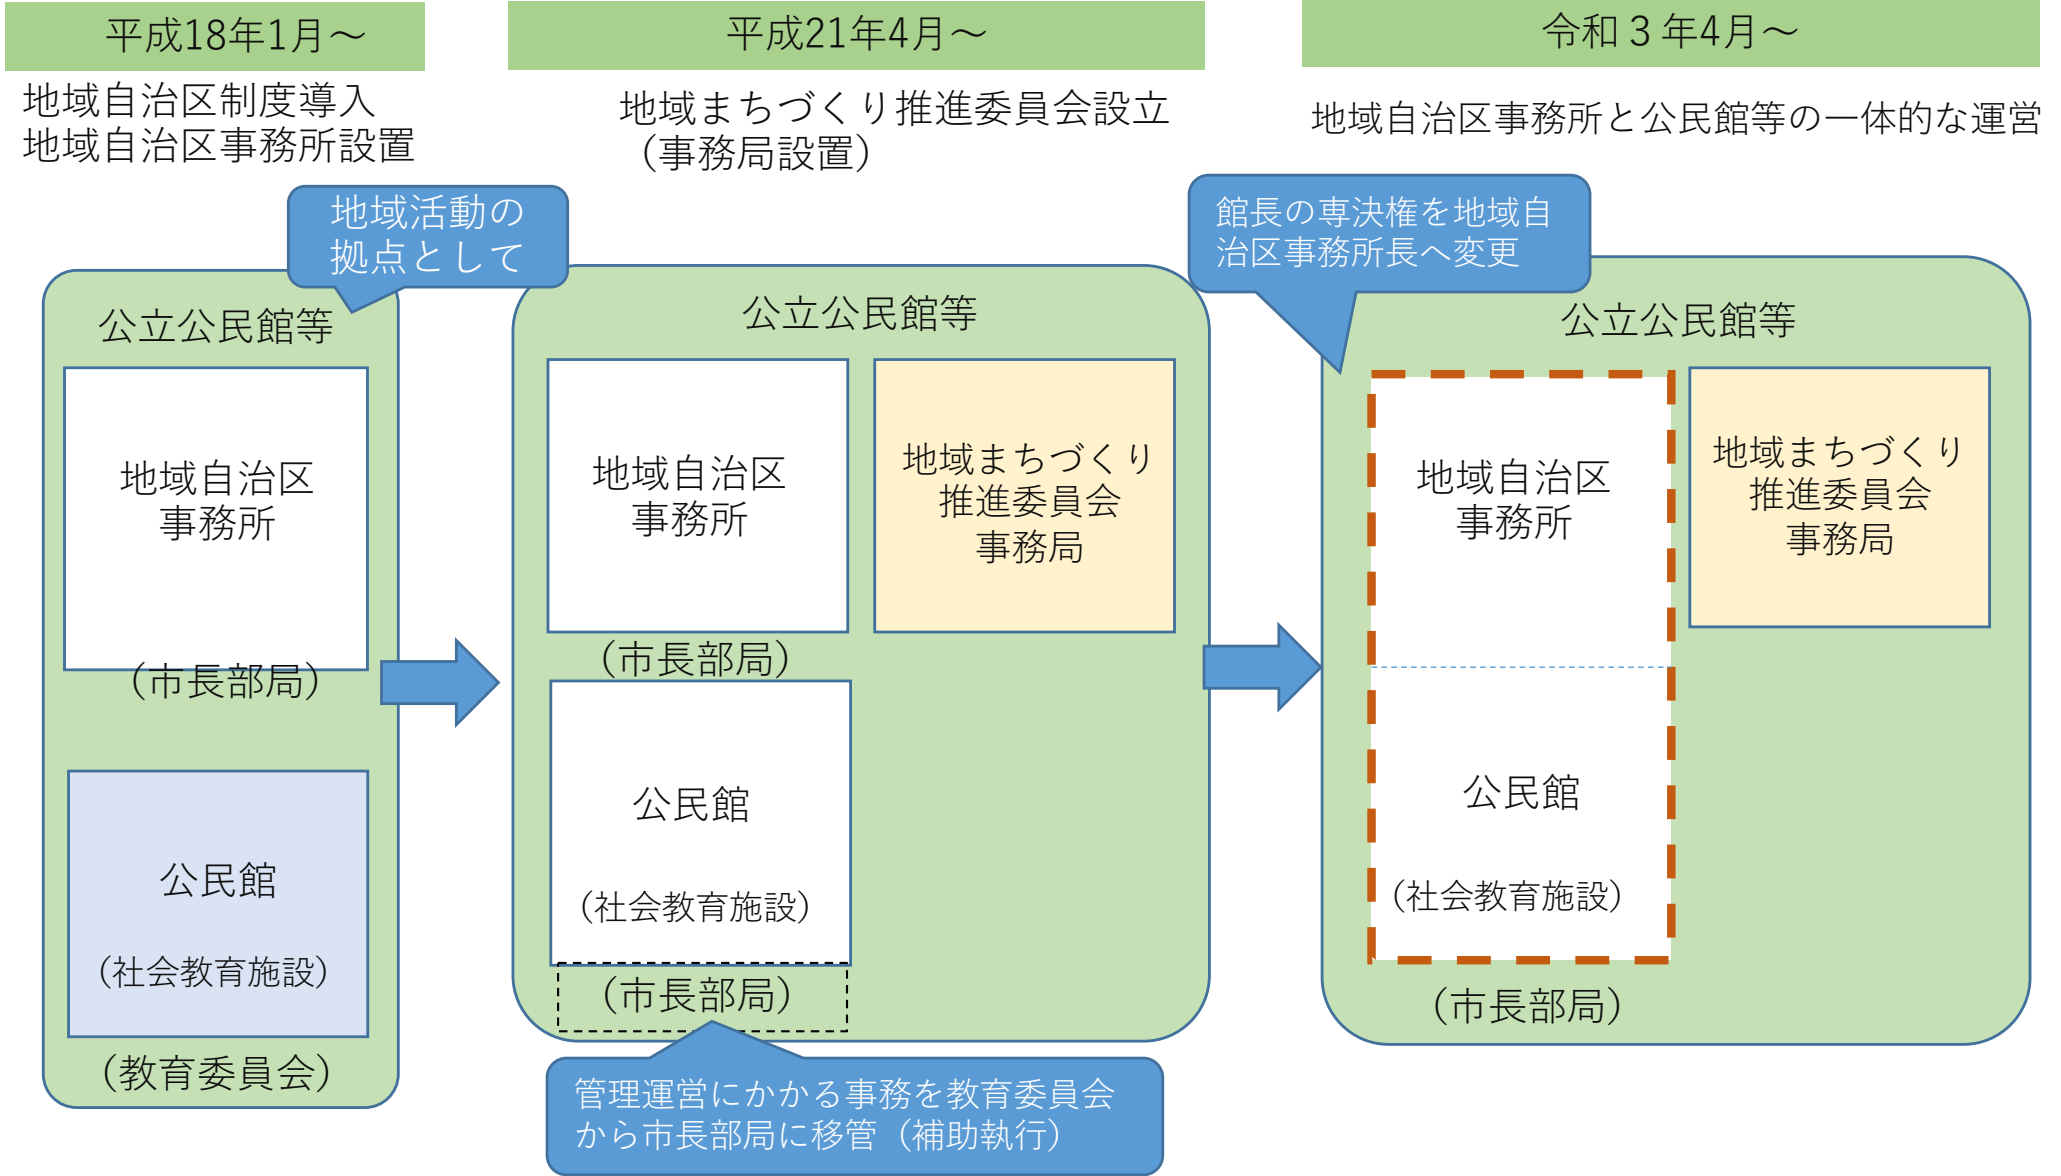 平成18年1月～
地域自治区制度導入
地域自治区事務所設置
地域活動の
拠点として
公立公民館等
地域自治区
事務所
（市長部局）
公民館
（社会教育施設）
（教育委員会）
平成21年4月～
地域まちづくり推進委員会設立
（事務局設置）
公立公民館等
地域自治区
事務所
（市長部局）
地域まちづくり
推進委員会
事務局
公民館
（社会教育施設）
（市長部局）
管理運営にかかる事務を教育委員会
から市長部局に移管（補助執行）
令和３年4月～
地域自治区事務所と公民館等の一体的な運営
館長の専決権を地域自
治区事務所長へ変更
公立公民館等
地域自治区
事務所
地域まちづくり
推進委員会
事務局
公民館
（社会教育施設）
（市長部局）